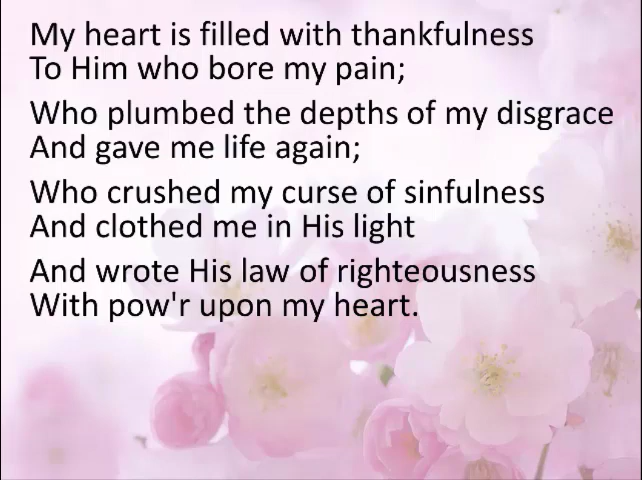 My heart is filled with thankfulness
To Him who bore my pain;
Who plumbed the depths of my disgrace
And gave me life again;
Who crushed my curse of sinfulness
And clothed me in His light
And wrote His law of righteousness
With pow'r upon my heart.